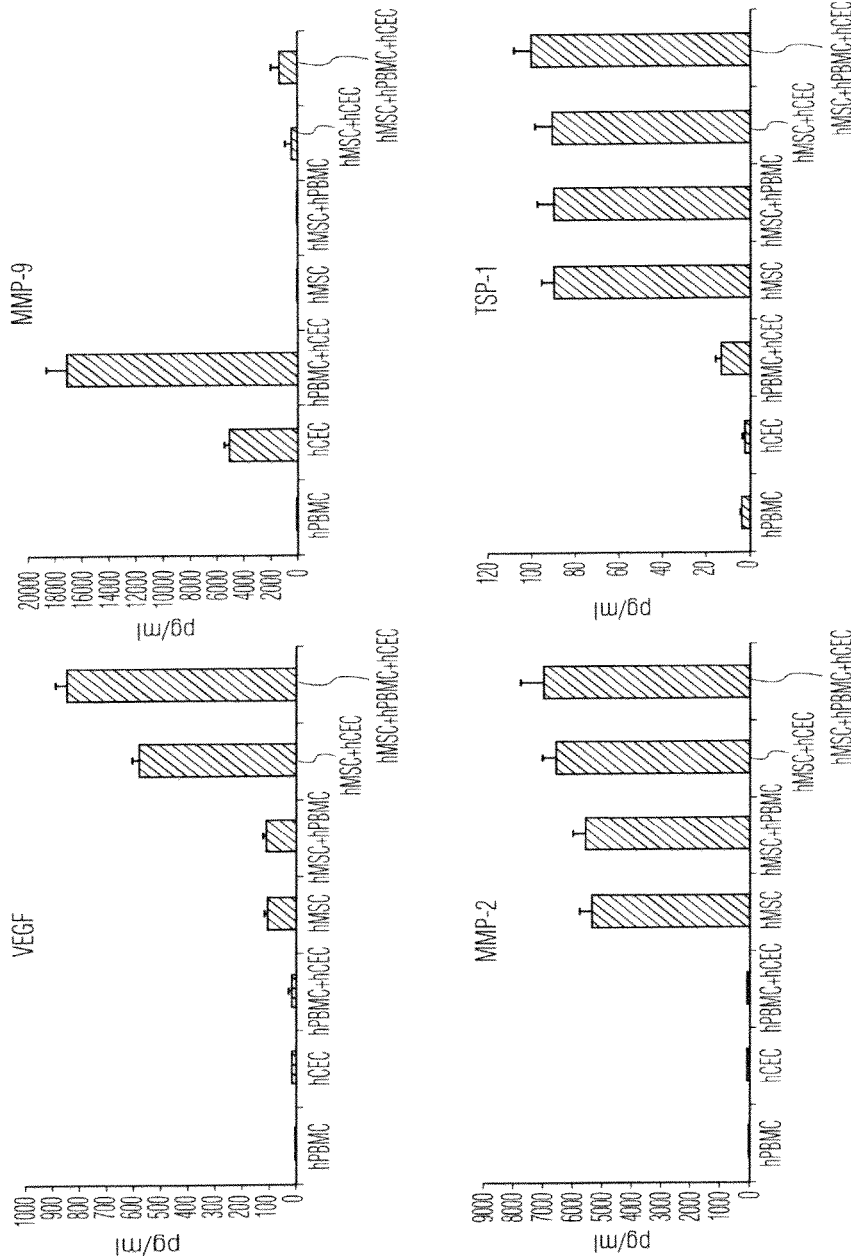 VEGF
pg/ml
1000
900
800
700
600
500
400
300
200
100
0
hPBMC
hCEC
hPBMC+hCEC
hMSC
hMSC+hPBMC
hMSC+hCEC
hMSC+hPBMC+hCEC
MMP-9
pg/ml
20000
18000
16000
14000
12000
10000
8000
6000
4000
2000
0
hPBMC
hCEC
hPBMC+hCEC
hMSC
hMSC+hPBMC
hMSC+hCEC
hMSC+hPBMC+hCEC
MMP-2
pg/ml
9000
8000
7000
6000
5000
4000
3000
2000
1000
0
hPBMC
hCEC
hPBMC+hCEC
hMSC
hMSC+hPBMC
hMSC+hCEC
hMSC+hPBMC+hCEC
TSP-1
pg/ml
120
100
80
60
40
20
0
hPBMC
hCEC
hPBMC+hCEC
hMSC
hMSC+hPBMC
hMSC+hCEC
hMSC+hPBMC+hCEC